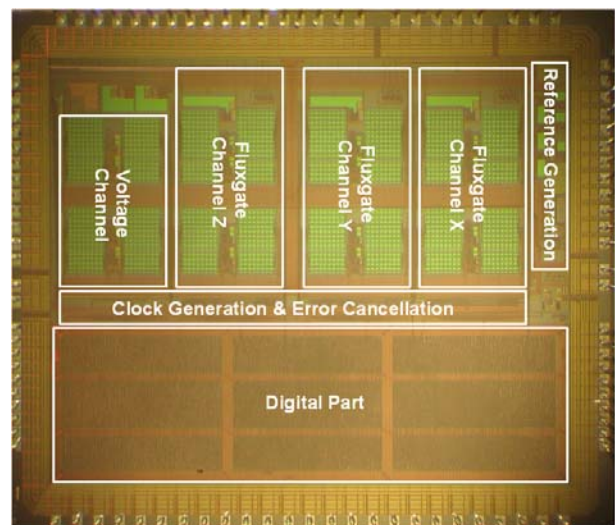 Voltage
Channel
Fluxgate
Channel Z
Fluxgate
Channel Y
Fluxgate
Channel X
Reference Generation
Clock Generation & Error Cancellation
Digital Part